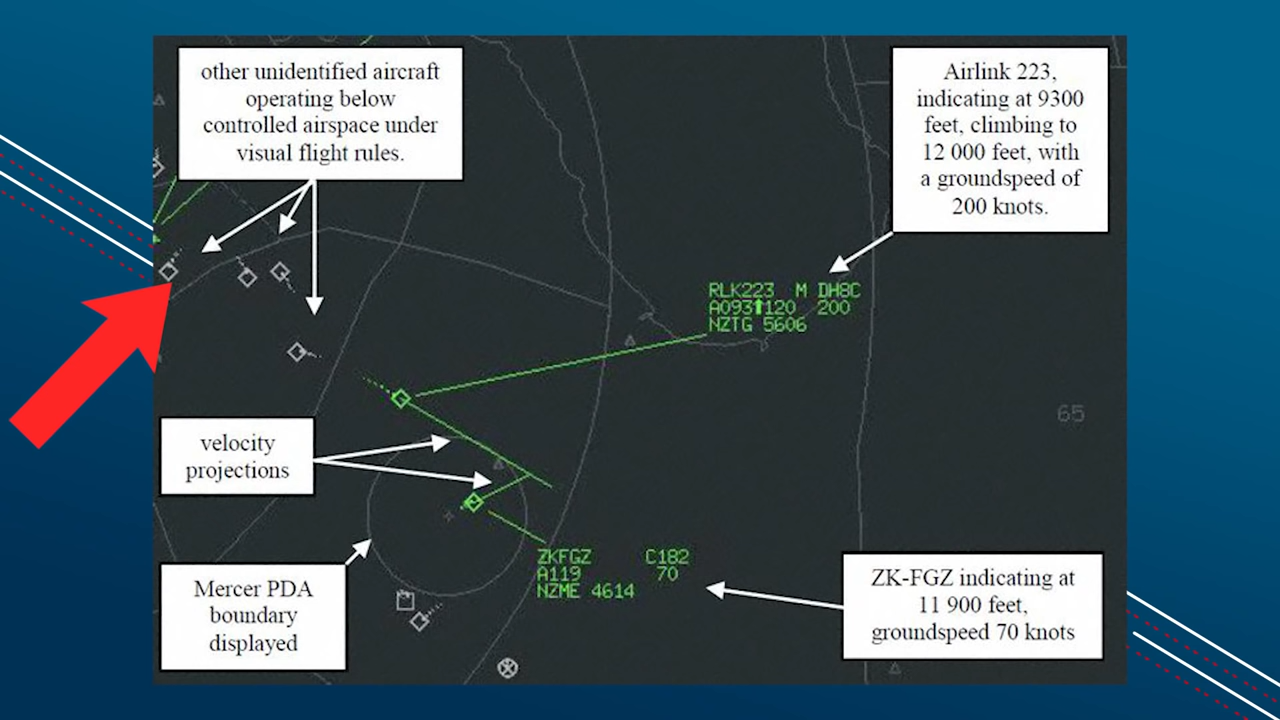 other unidentified aircraft
operating below
controlled airspace under
visual flight rules.
Airlink 223,
indicating at 9300
feet, climbing to
12 000 feet, with
a groundspeed of
200 knots.
RLK223 M DH8C
A093⬆120 200
NZTG 5606
65
velocity
projections
ZKFGZ C182
A119 70
NZME 4614
Mercer PDA
boundary
displayed
ZK-FGZ indicating at
11 900 feet,
groundspeed 70 knots